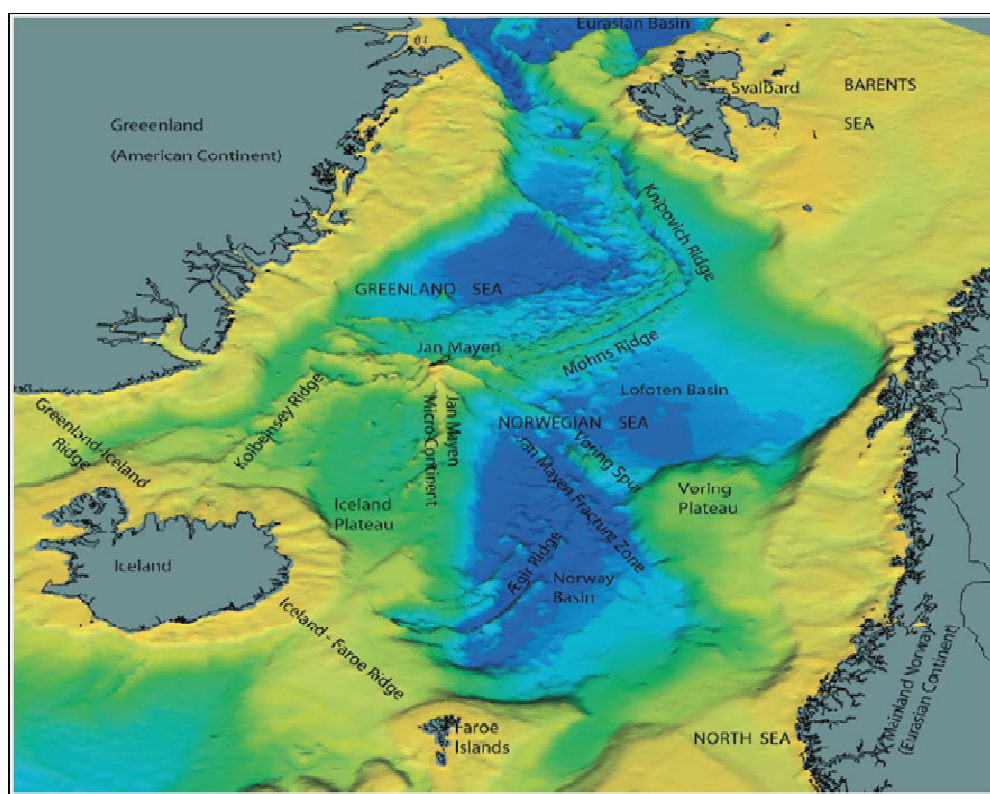 Eurasian Basin
Svalbard
BARENTS
SEA
Greeenland
(American Continent)
Knipovich Ridge
GREENLAND SEA
Jan Mayen
Mohns Ridge
Lofoten Basin
Greenland-Iceland
Ridge
Kolbeinsey Ridge
Jan Mayen
Micro-Continent
NORWEGIAN SEA
Vøring Spur
Jan Mayen Fracture Zone
Vøring
Plateau
Iceland
Plateau
Iceland
Ægir Ridge
Norway
Basin
Iceland - Faroe Ridge
Faroe
Islands
NORTH SEA
Mainland Norway
(Eurasian Continent)